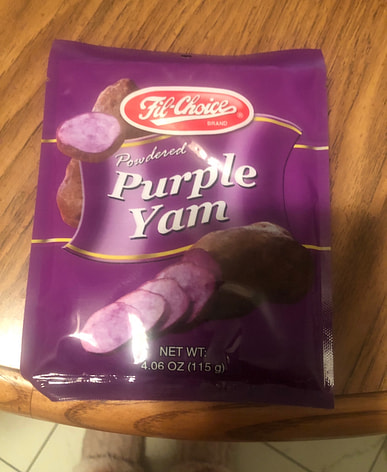 Fil-Choice®
BRAND
Powdered
Purple
Yam
NET WT:
4.06 OZ (115 g)